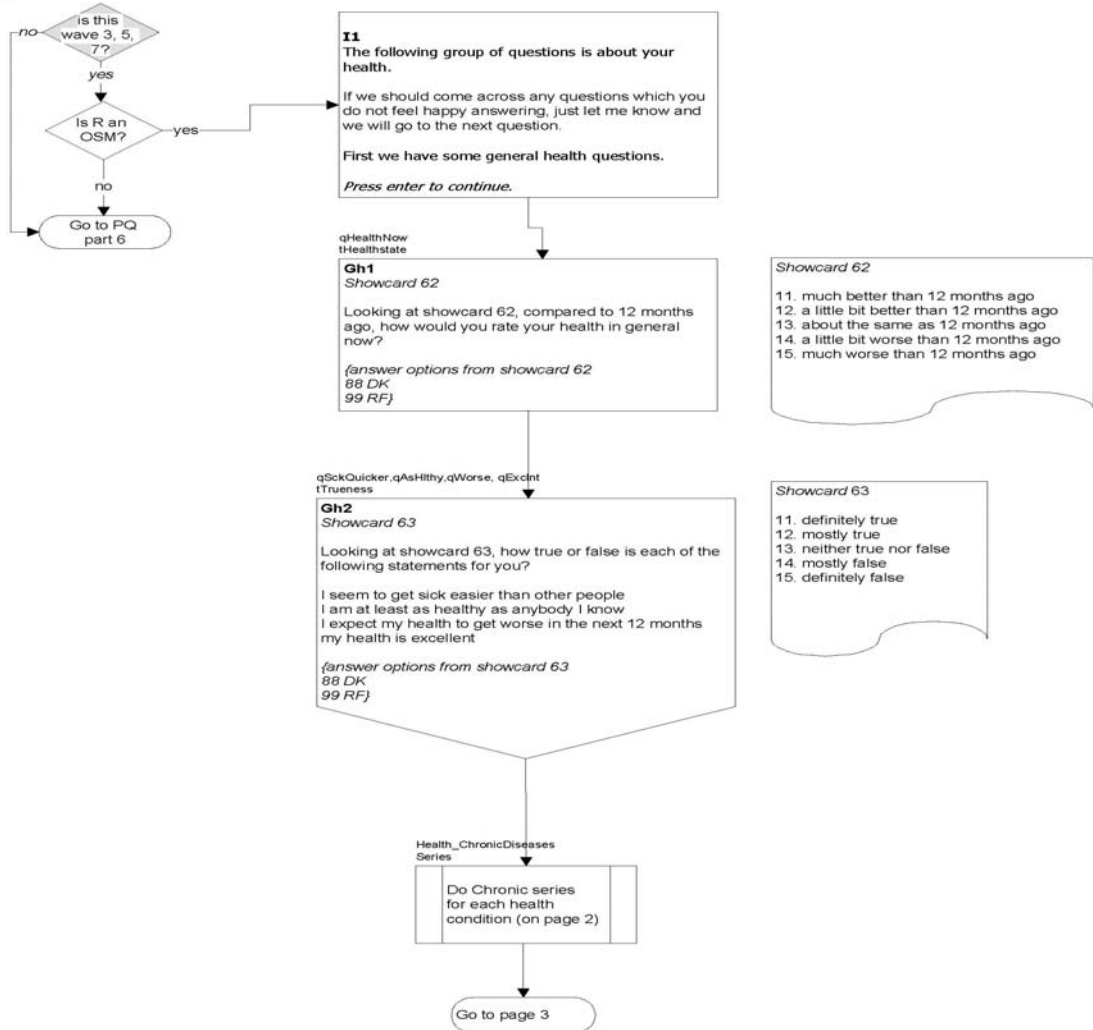 is this
wave 3, 5,
7?
no
yes
Is R an
OSM?
yes
no
Go to PQ
part 6
I1
The following group of questions is about your
health.
If we should come across any questions which you
do not feel happy answering, just let me know and
we will go to the next question.
First we have some general health questions.
Press enter to continue.
qHealthNow
tHealthstate
Gh1
Showcard 62
Looking at showcard 62, compared to 12 months
ago, how would you rate your health in general
now?
{answer options from showcard 62
88 DK
99 RF}
Showcard 62
11. much better than 12 months ago
12. a little bit better than 12 months ago
13. about the same as 12 months ago
14. a little bit worse than 12 months ago
15. much worse than 12 months ago
qSckQuicker,qAsHlthy,qWorse, qExclnt
tTrueness
Gh2
Showcard 63
Looking at showcard 63, how true or false is each of the
following statements for you?
I seem to get sick easier than other people
I am at least as healthy as anybody I know
I expect my health to get worse in the next 12 months
my health is excellent
{answer options from showcard 63
88 DK
99 RF}
Showcard 63
11. definitely true
12. mostly true
13. neither true nor false
14. mostly false
15. definitely false
Health_ChronicDiseases
Series
Do Chronic series
for each health
condition (on page 2)
Go to page 3